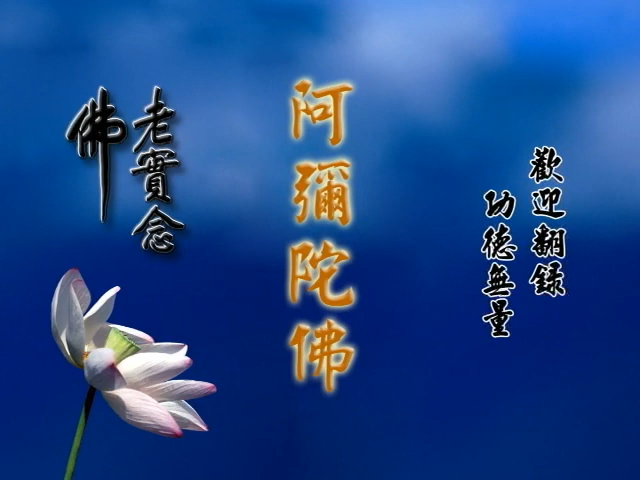 歡迎翻錄
功德無量
阿彌陀佛
老實念
佛